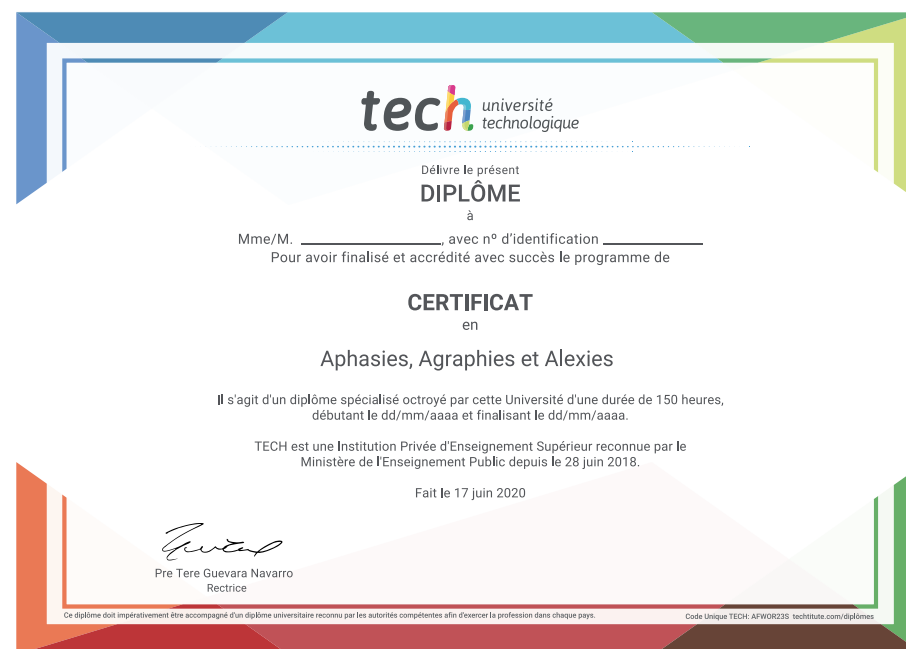 tech université
technologique
Délivre le présent
DIPLÔME
à
Mme/M. ____________________, avec nº d'identification ______________
Pour avoir finalisé et accrédité avec succès le programme de
CERTIFICAT
en
Aphasies, Agraphies et Alexies
Il s'agit d'un diplôme spécialisé octroyé par cette Université d'une durée de 150 heures,
débutant le dd/mm/aaaa et finalisant le dd/mm/aaaa.
TECH est une Institution Privée d'Enseignement Supérieur reconnue par le
Ministère de l'Enseignement Public depuis le 28 juin 2018.
Fait le 17 juin 2020
Pre Tere Guevara Navarro
Rectrice
Ce diplôme doit impérativement être accompagné d'un diplôme universitaire reconnu par les autorités compétentes afin d'exercer la profession dans chaque pays.
Code Unique TECH: AFWOR23S techtitute.com/diplômes